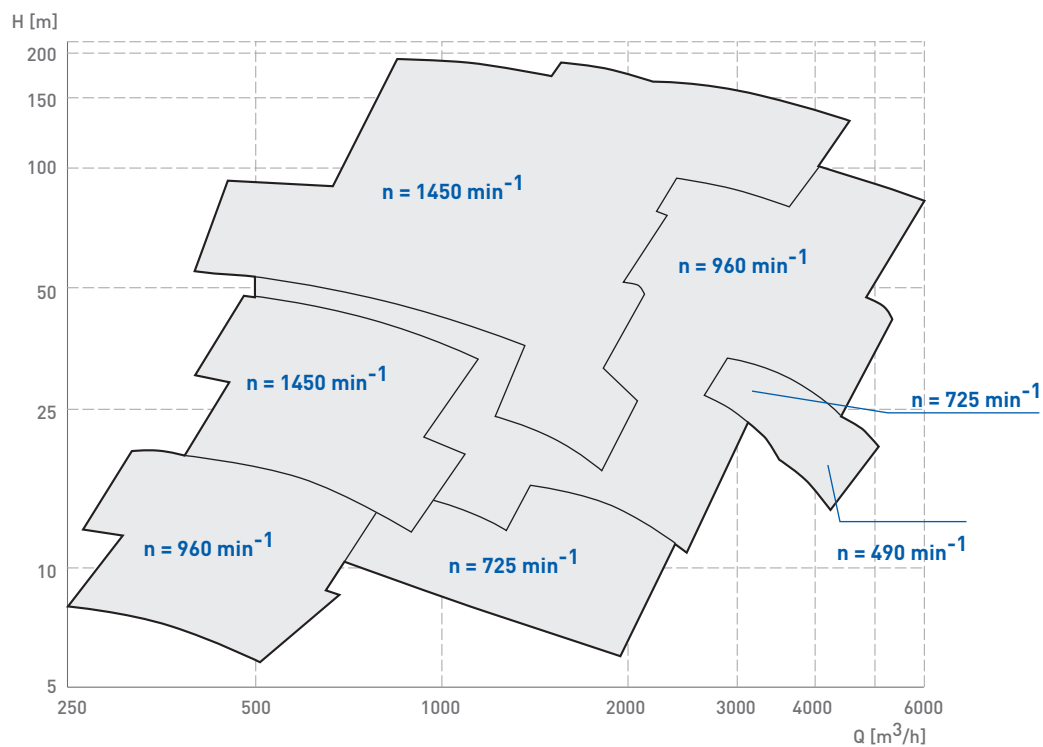 H [m]
200
150
100
50
25
10
5
n = 1450 min⁻¹
n = 960 min⁻¹
n = 1450 min⁻¹
n = 725 min⁻¹
n = 960 min⁻¹
n = 725 min⁻¹
n = 490 min⁻¹
250 500 1000 2000 3000 4000 6000
Q [m³/h]